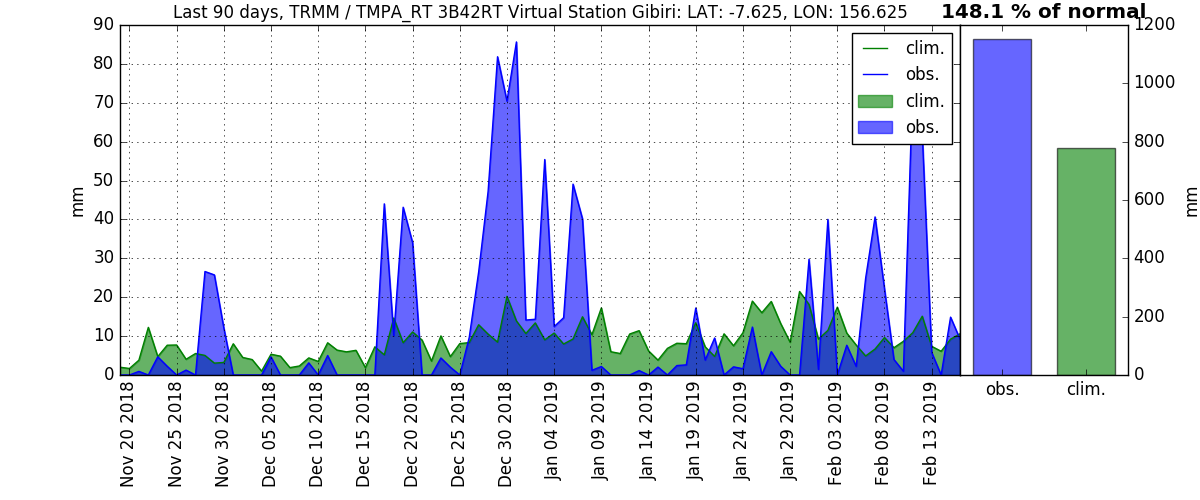 Last 90 days, TRMM / TMPA_RT 3B42RT Virtual Station Gibiri: LAT: -7.625, LON: 156.625
148.1 % of normal
90
80
70
60
50
40
30
20
10
0
mm
clim.
obs.
clim.
obs.
1200
1000
800
600
400
200
0
mm
obs.
clim.
Nov 20 2018
Nov 25 2018
Nov 30 2018
Dec 05 2018
Dec 10 2018
Dec 15 2018
Dec 20 2018
Dec 25 2018
Dec 30 2018
Jan 04 2019
Jan 09 2019
Jan 14 2019
Jan 19 2019
Jan 24 2019
Jan 29 2019
Feb 03 2019
Feb 08 2019
Feb 13 2019